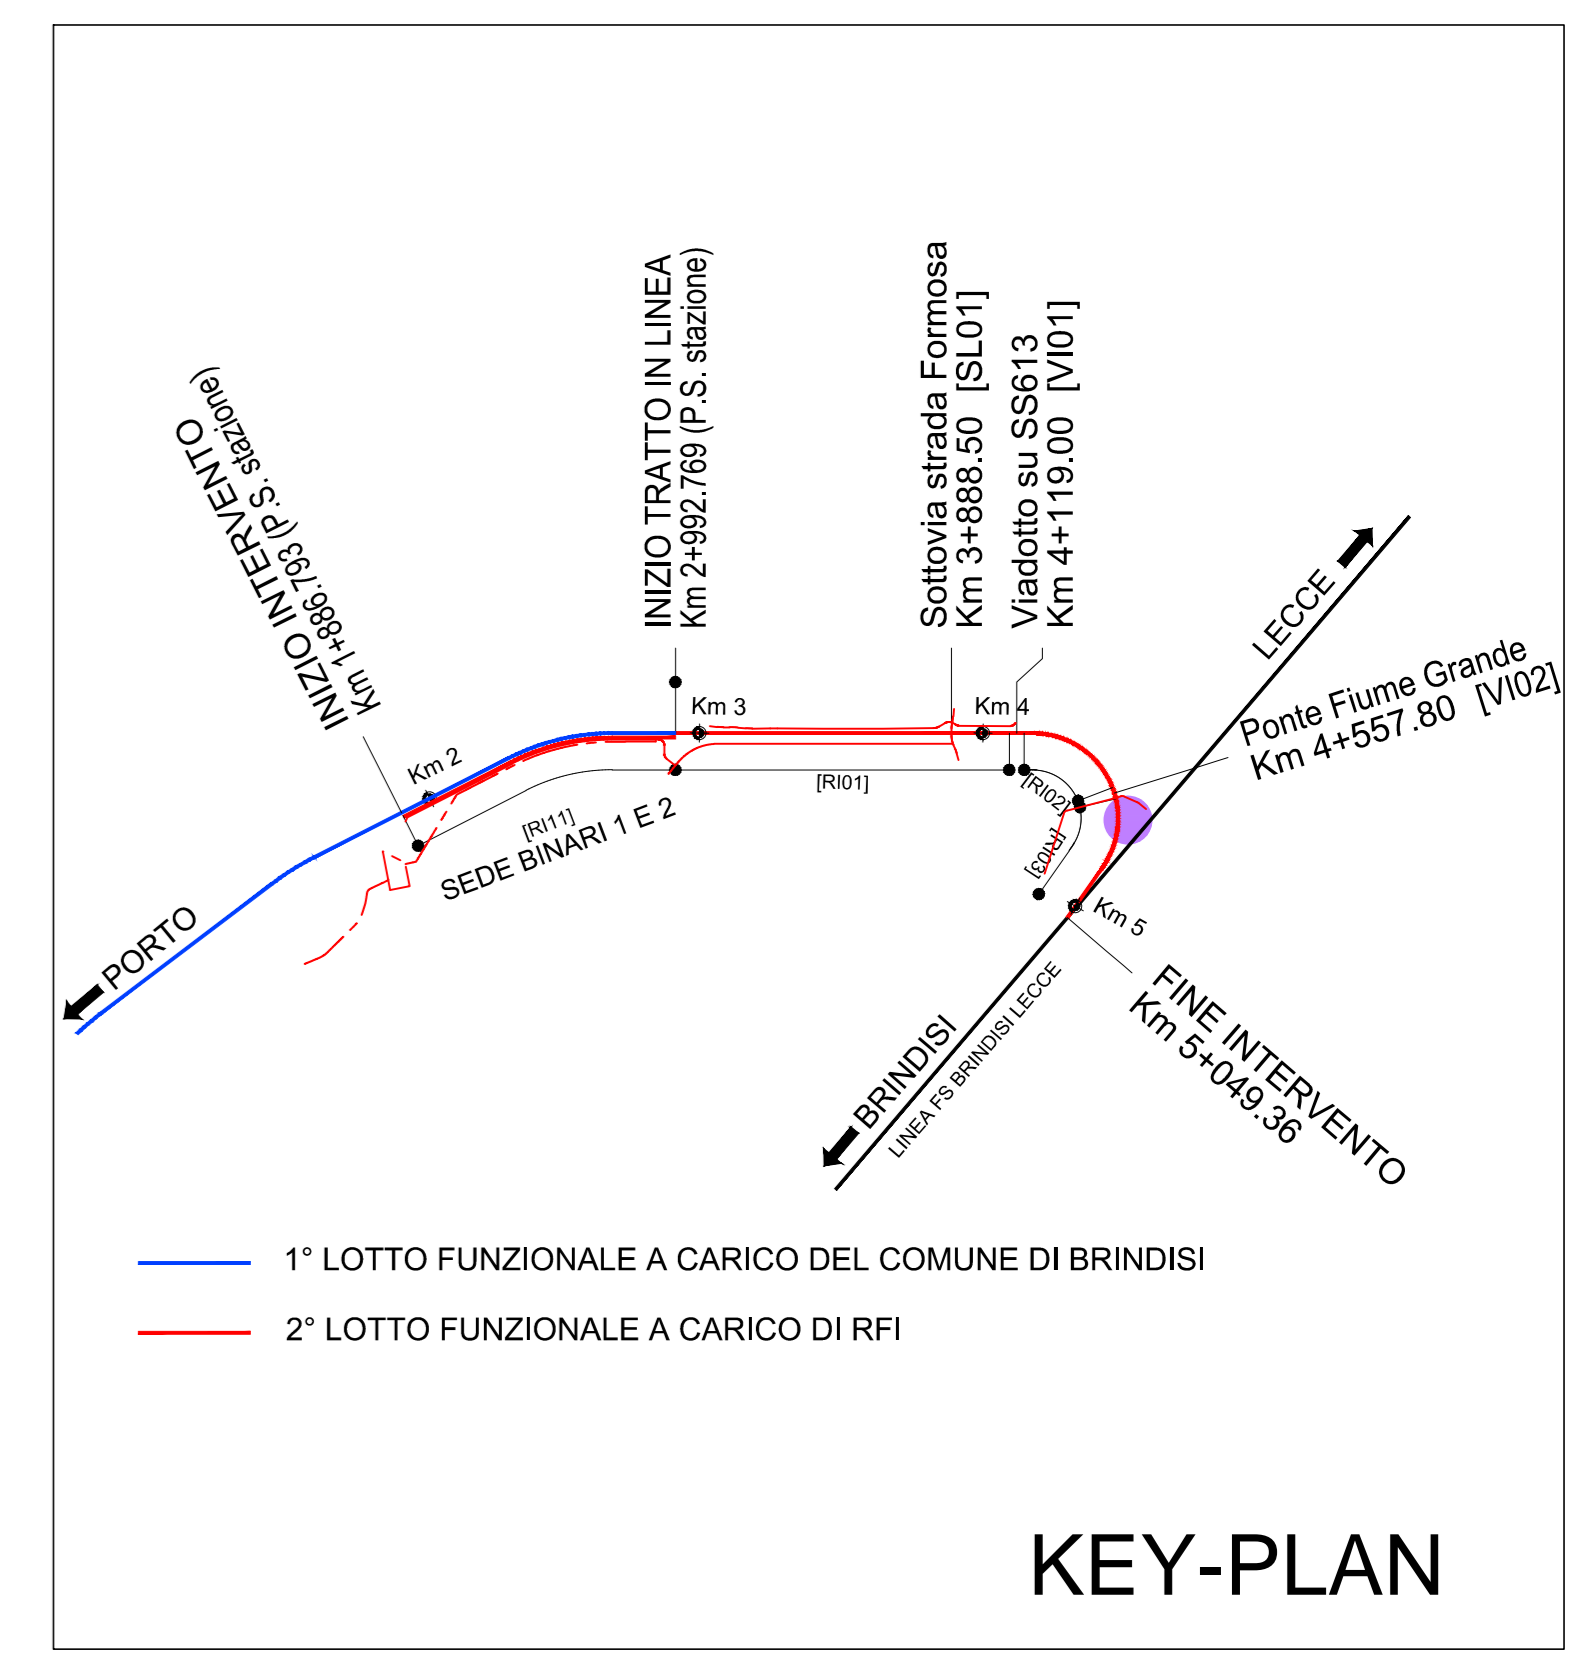 INIZIO INTERVENTO
Km 1+886.793 (P.S. stazione)
INIZIO TRATTO IN LINEA
Km 2+992.769 (P.S. stazione)
Sottovia strada Formosa
Km 3+888.50 [SL01]
Viadotto su SS613
Km 4+119.00 [VI01]
LECCE
Ponte Fiume Grande
Km 4+557.80 [VI02]
Km 2
Km 3
Km 4
[RI11]
SEDE BINARI 1 E 2
[RI01]
[RI02]
[RI03]
Km 5
PORTO
FINE INTERVENTO
Km 5+049.36
BRINDISI
LINEA FS BRINDISI LECCE
1° LOTTO FUNZIONALE A CARICO DEL COMUNE DI BRINDISI
2° LOTTO FUNZIONALE A CARICO DI RFI
KEY-PLAN